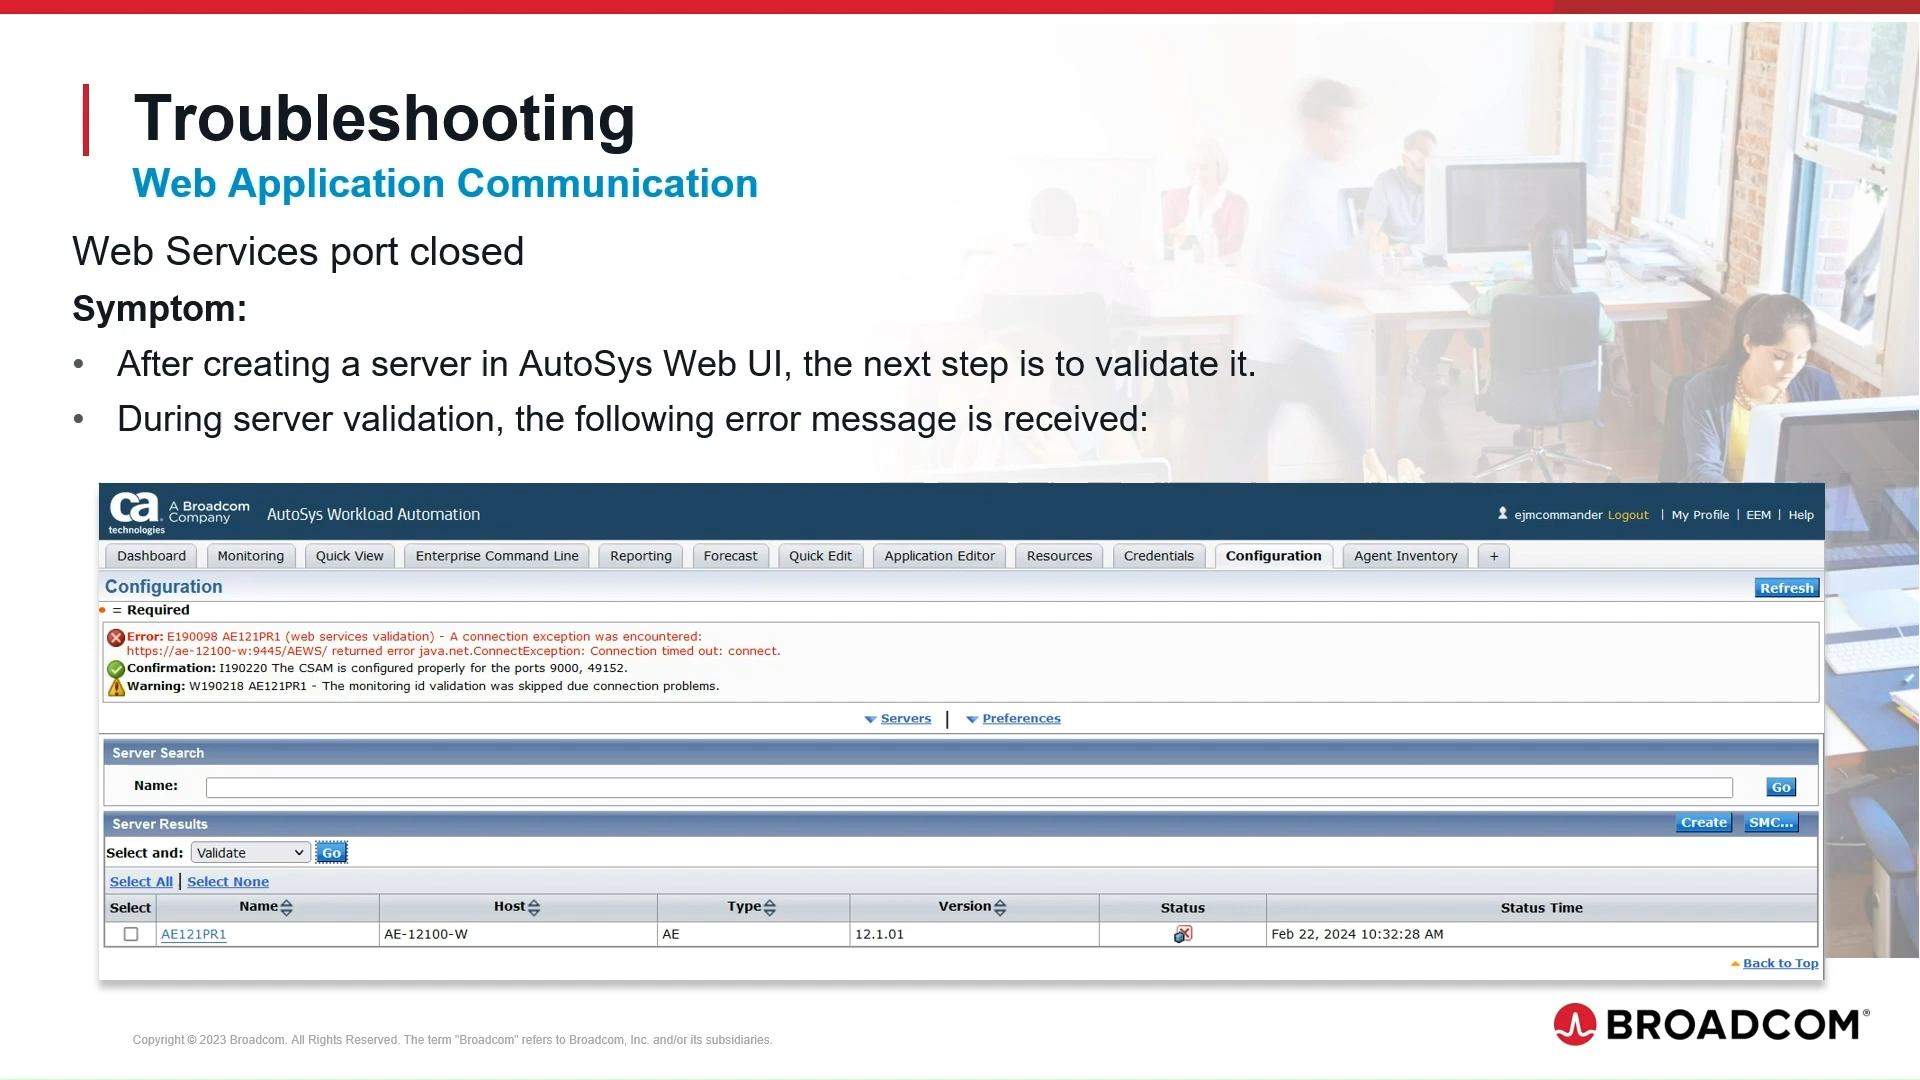 Troubleshooting
Web Application Communication
Web Services port closed
Symptom:
• After creating a server in AutoSys Web UI, the next step is to validate it.
• During server validation, the following error message is received:
ca technologies A Broadcom Company AutoSys Workload Automation ejmcommander Logout | My Profile | EEM | Help
Dashboard Monitoring Quick View Enterprise Command Line Reporting Forecast Quick Edit Application Editor Resources Credentials Configuration Agent Inventory +
Configuration Refresh
= Required
Error: E190098 AE121PR1 (web services validation) - A connection exception was encountered:
https://ae-12100-w:9445/AEWS/ returned error java.net.ConnectException: Connection timed out: connect.
Confirmation: I190220 The CSAM is configured properly for the ports 9000, 49152.
Warning: W190218 AE121PR1 - The monitoring id validation was skipped due connection problems.
Servers | Preferences
Server Search
Name: Go
Server Results Create SMC...
Select and: Validate Go
Select All | Select None
Select Name Host Type Version Status Status Time
AE121PR1 AE-12100-W AE 12.1.01 Feb 22, 2024 10:32:28 AM
Back to Top
Copyright © 2023 Broadcom. All Rights Reserved. The term "Broadcom" refers to Broadcom, Inc. and/or its subsidiaries.
BROADCOM®